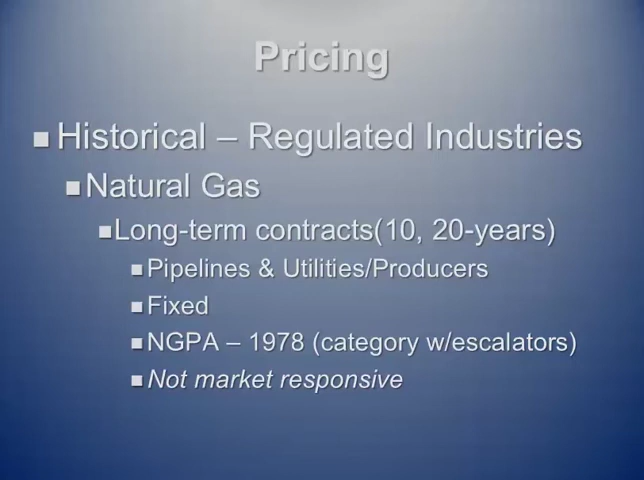 Pricing
Historical – Regulated Industries
Natural Gas
Long-term contracts(10, 20-years)
Pipelines & Utilities/Producers
Fixed
NGPA – 1978 (category w/escalators)
Not market responsive